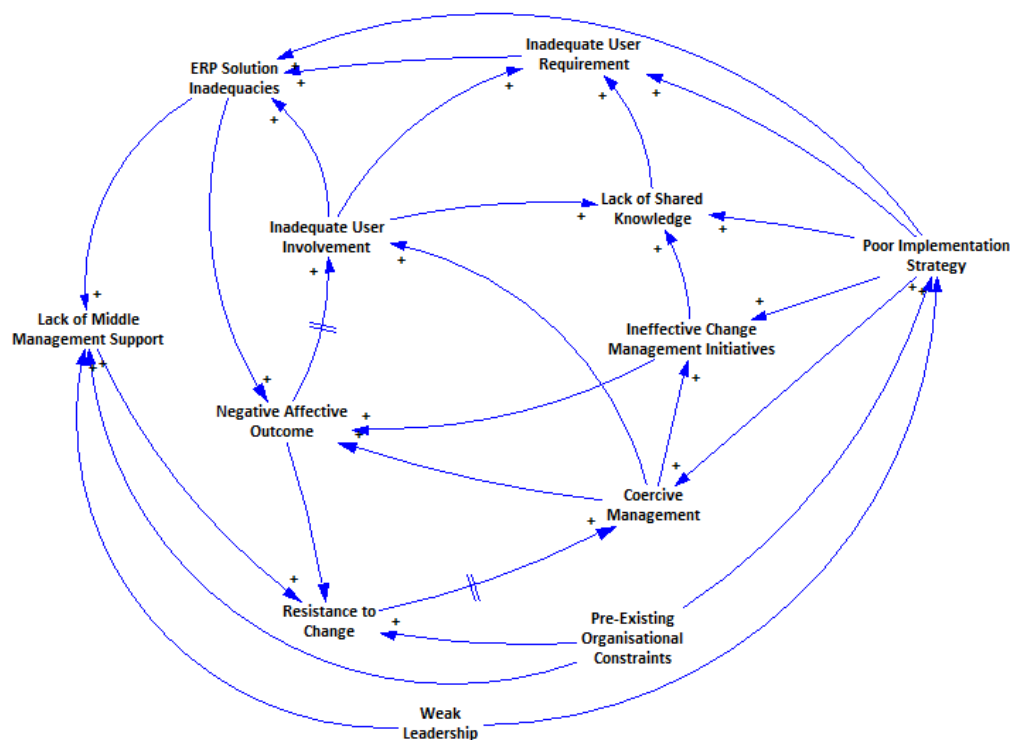 Inadequate User
Requirement
ERP Solution
Inadequacies
Lack of Shared
Knowledge
Inadequate User
Involvement
Poor Implementation
Strategy
Lack of Middle
Management Support
Ineffective Change
Management Initiatives
Negative Affective
Outcome
Coercive
Management
Resistance to
Change
Pre-Existing
Organisational
Constraints
Weak
Leadership